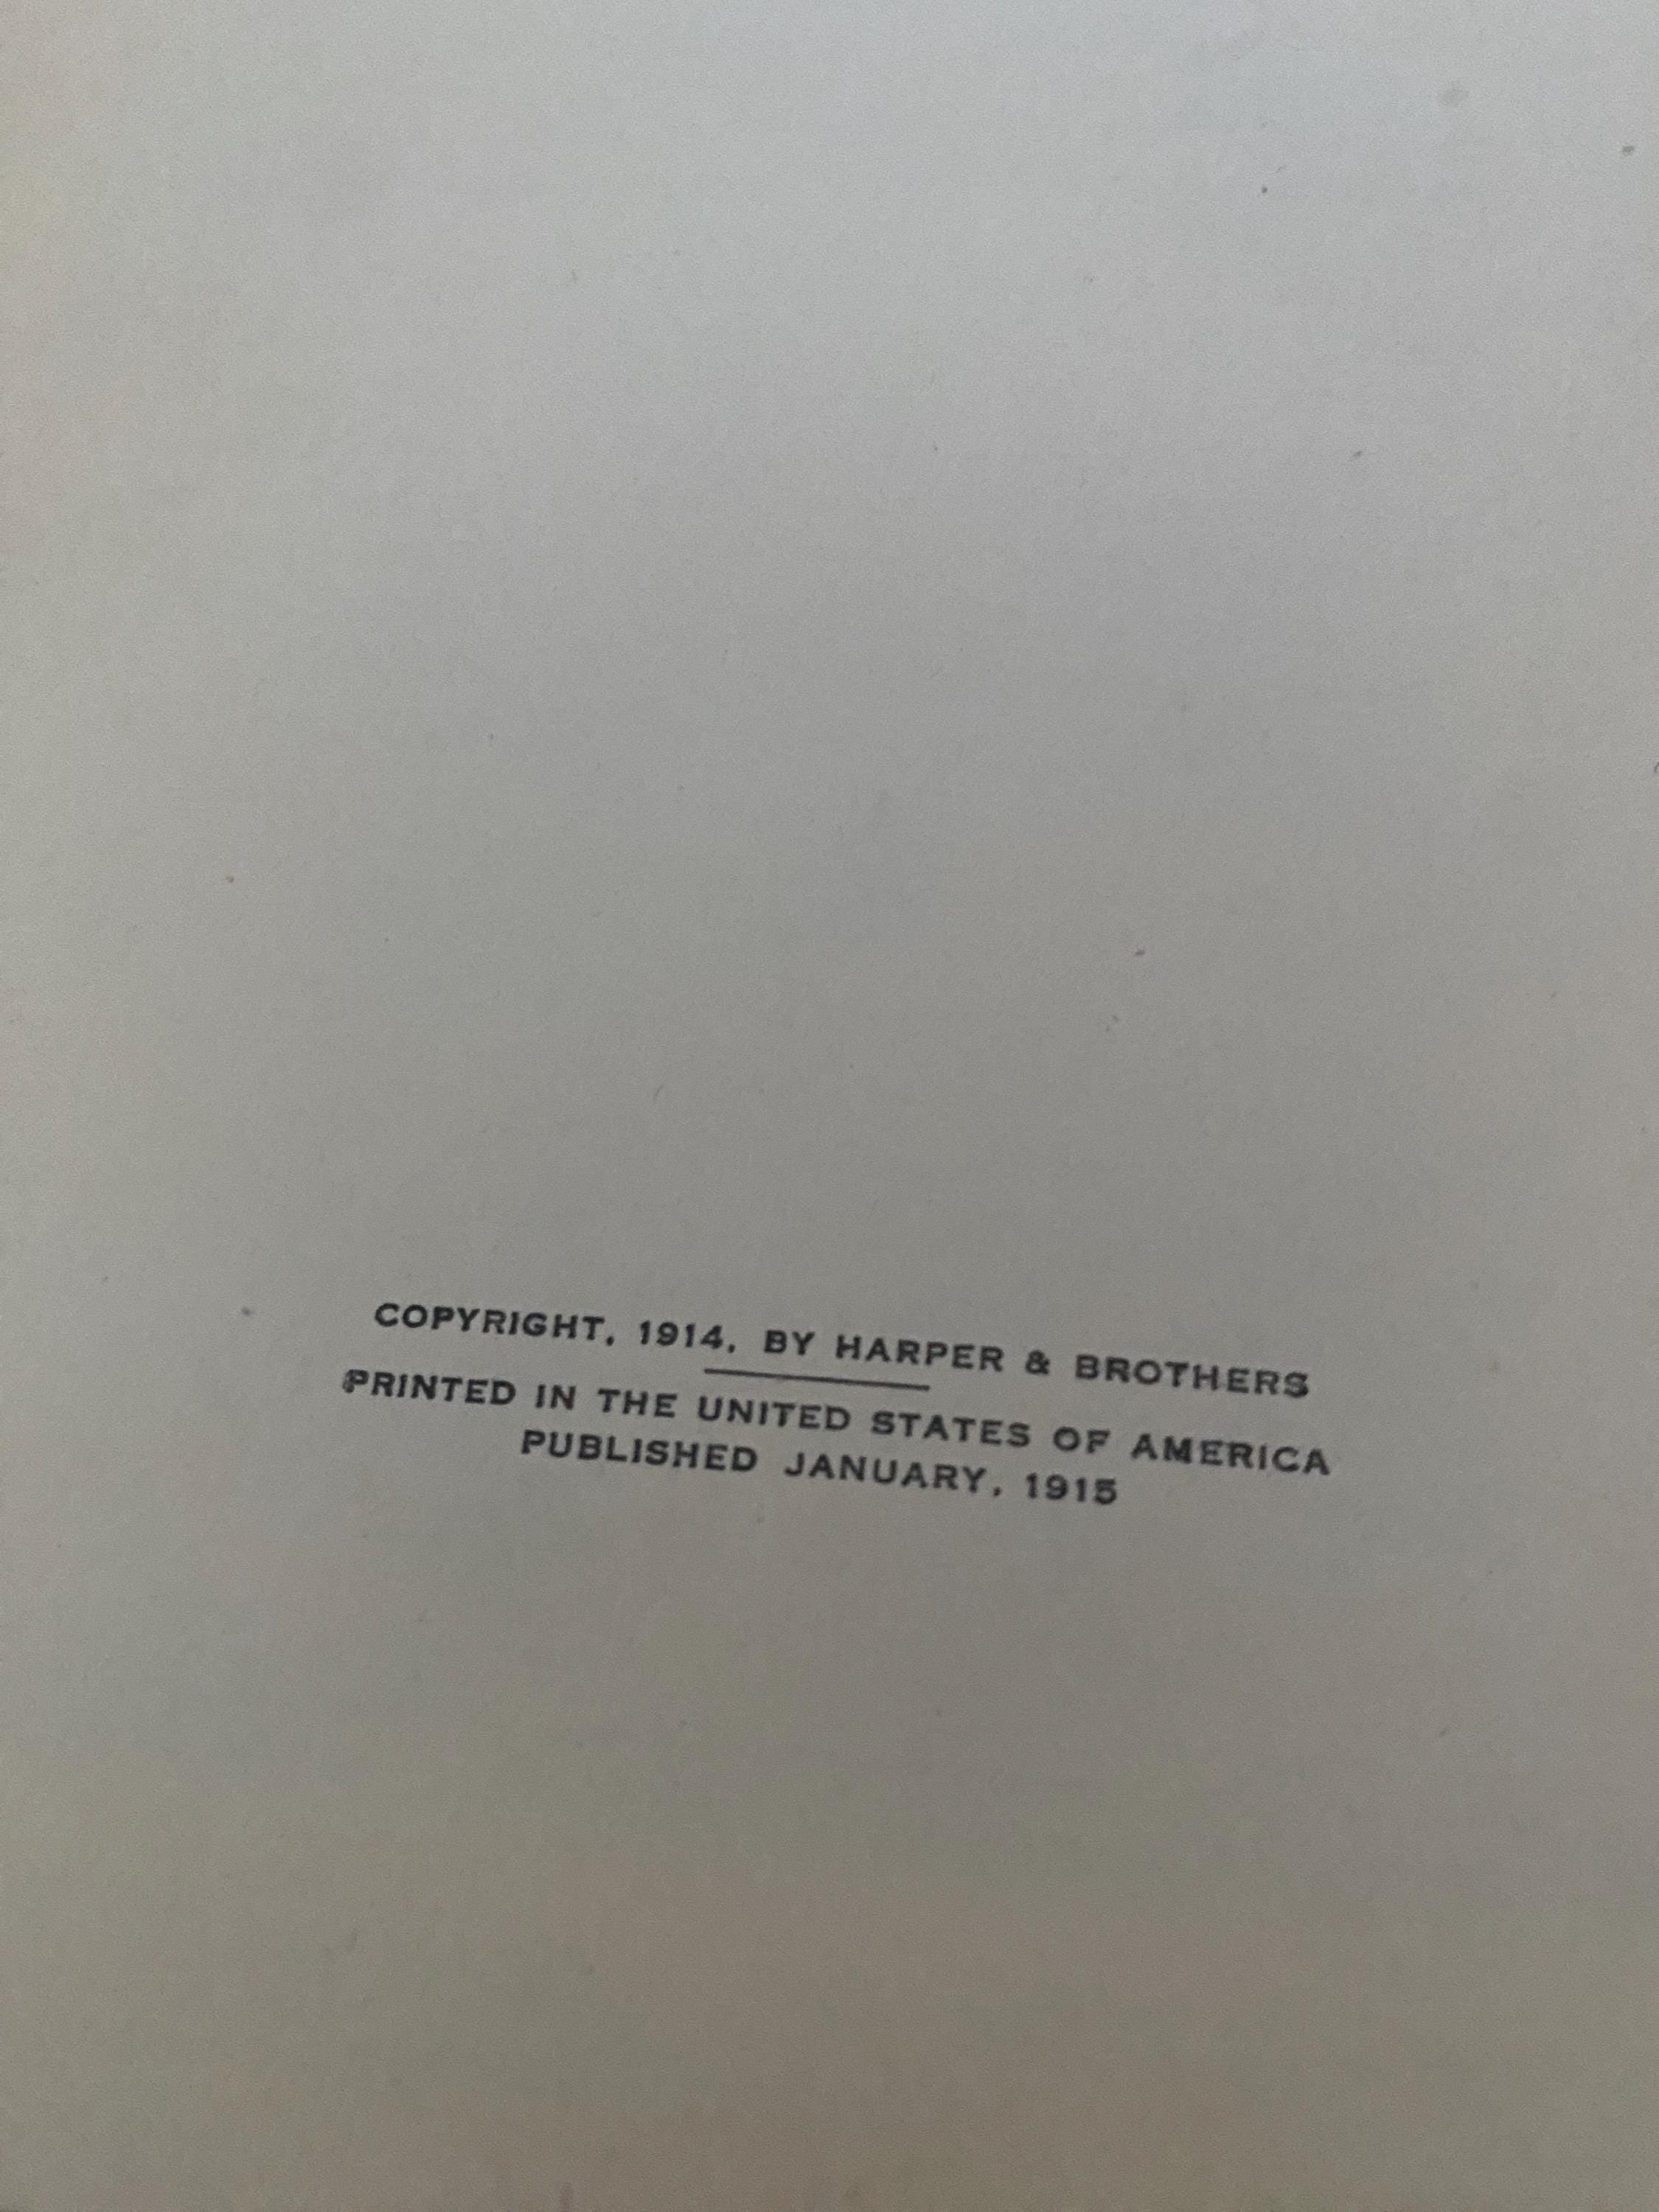 COPYRIGHT, 1914, BY HARPER & BROTHERS
PRINTED IN THE UNITED STATES OF AMERICA
PUBLISHED JANUARY, 1915